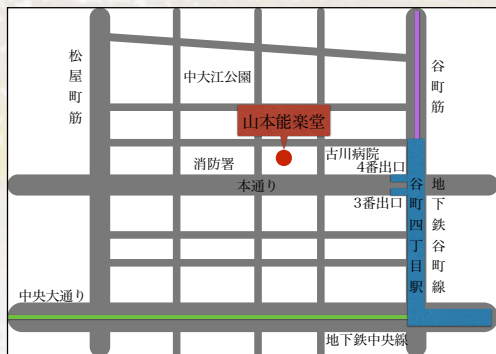 松屋町筋
谷町筋
中大江公園
山本能楽堂
消防署
古川病院
4番出口
本通り
3番出口
谷町四丁目駅
地下鉄谷町線
中央大通り
地下鉄中央線